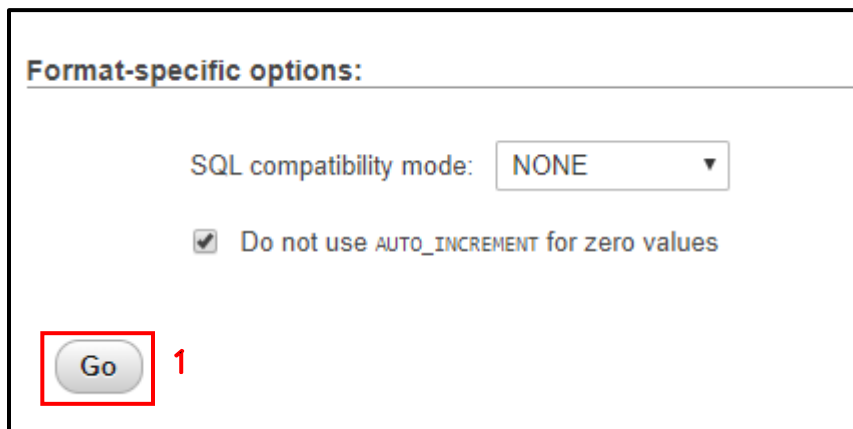 Format-specific options:
SQL compatibility mode: NONE
Do not use AUTO_INCREMENT for zero values
Go 1